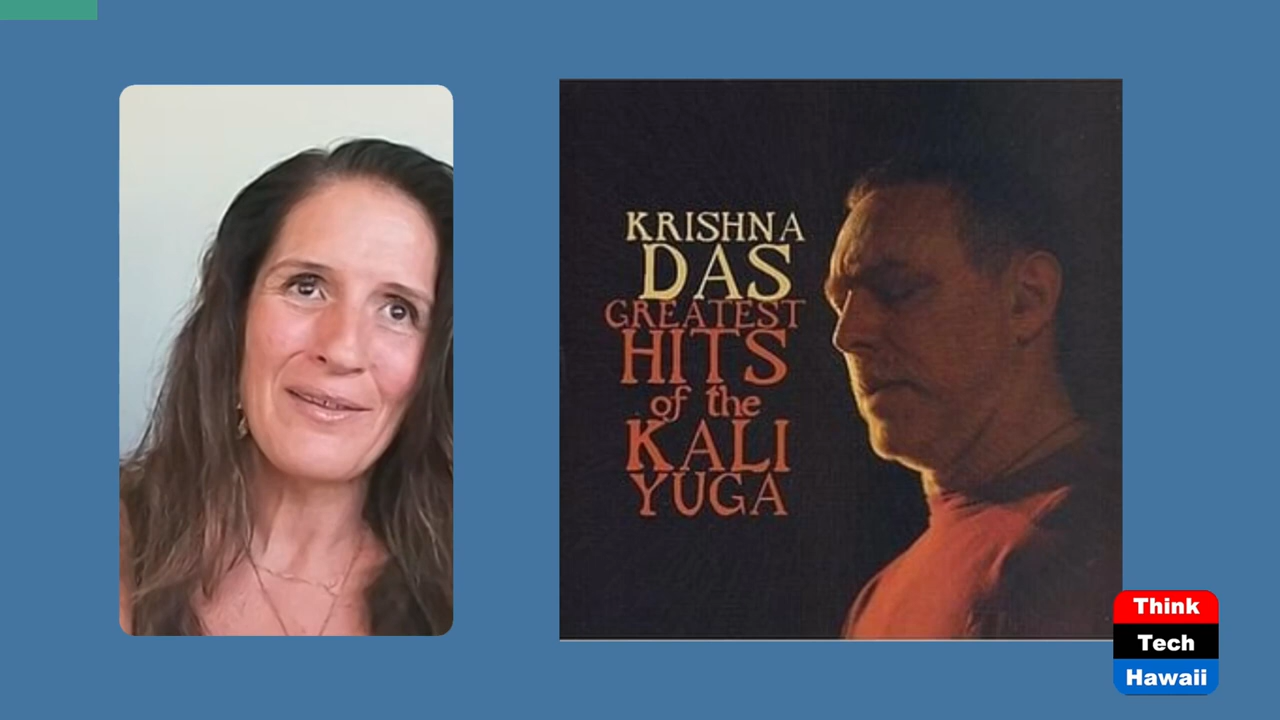 KRISHNA
DAS
GREATEST
HITS
of the
KALI
YUGA
Think
Tech
Hawaii